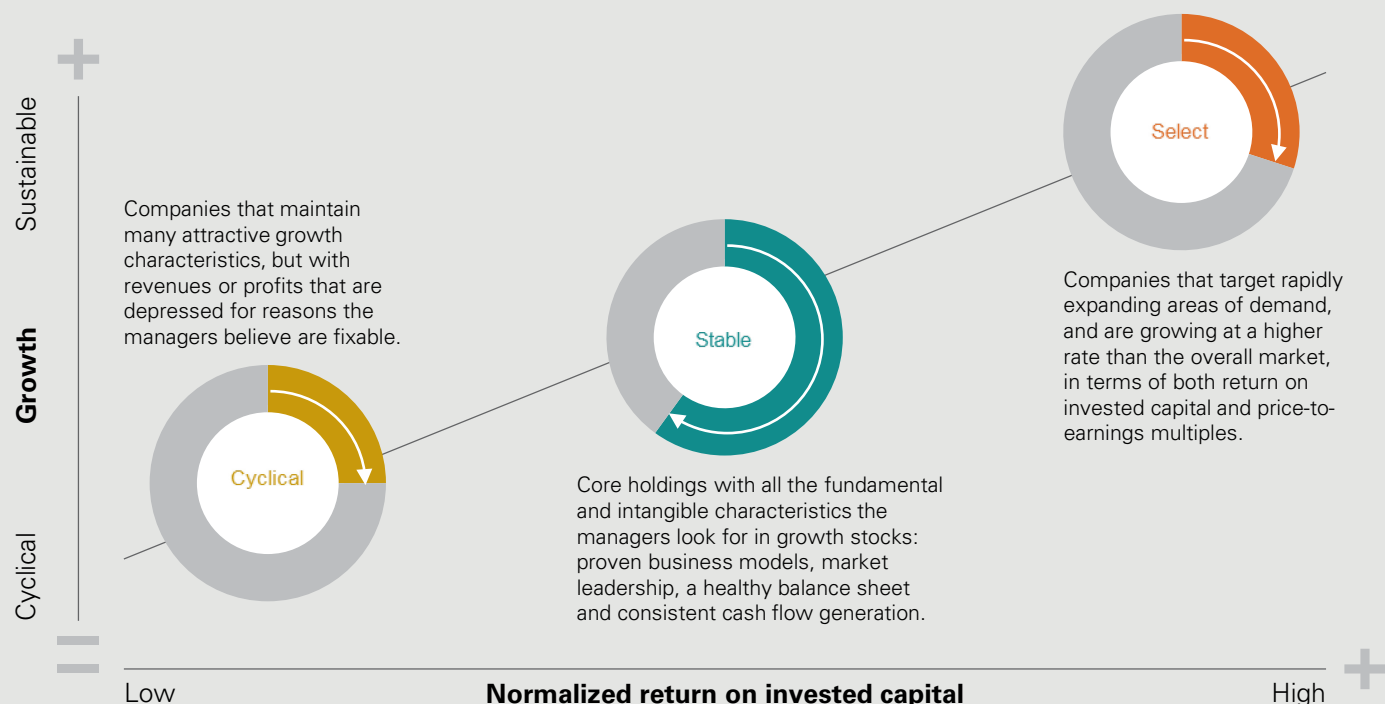 Sustainable
Growth
Cyclical
Companies that maintain
many attractive growth
characteristics, but with
revenues or profits that are
depressed for reasons the
managers believe are fixable.
Cyclical
Stable
Core holdings with all the fundamental
and intangible characteristics the
managers look for in growth stocks:
proven business models, market
leadership, a healthy balance sheet
and consistent cash flow generation.
Select
Companies that target rapidly
expanding areas of demand,
and are growing at a higher
rate than the overall market,
in terms of both return on
invested capital and price-to-
earnings multiples.
Low
Normalized return on invested capital
High